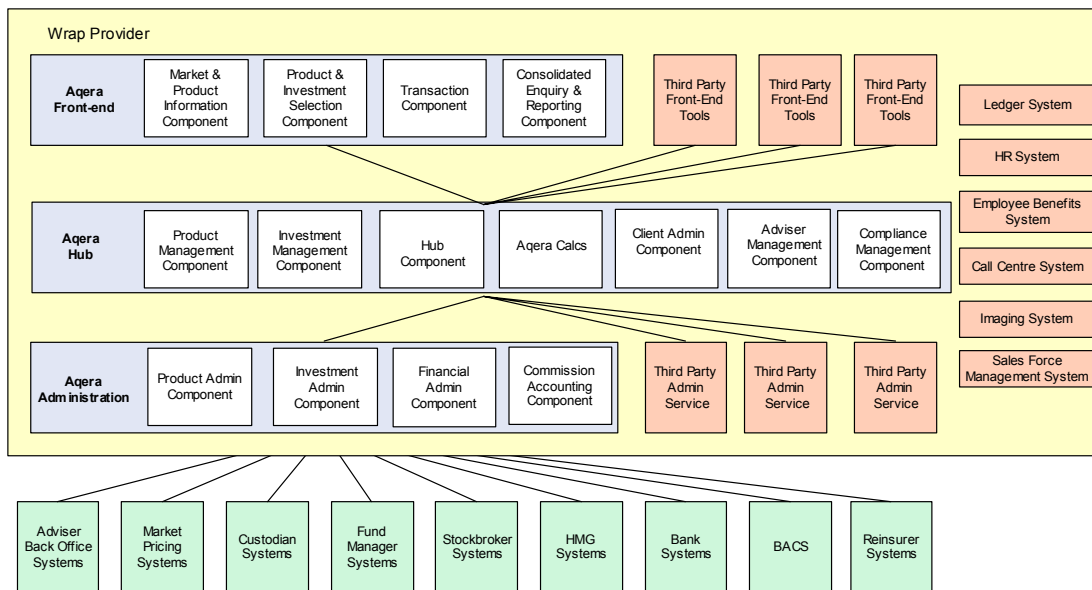 Wrap Provider
Aqera
Front-end
Market &
Product
Information
Component
Product &
Investment
Selection
Component
Transaction
Component
Consolidated
Enquiry &
Reporting
Component
Third Party
Front-End
Tools
Third Party
Front-End
Tools
Third Party
Front-End
Tools
Ledger System
HR System
Employee Benefits
System
Call Centre System
Imaging System
Sales Force
Management System
Aqera
Hub
Product
Management
Component
Investment
Management
Component
Hub
Component
Aqera Calcs
Client Admin
Component
Adviser
Management
Component
Compliance
Management
Component
Aqera
Administration
Product Admin
Component
Investment
Admin
Component
Financial
Admin
Component
Commission
Accounting
Component
Third Party
Admin
Service
Third Party
Admin
Service
Third Party
Admin
Service
Adviser
Back Office
Systems
Market
Pricing
Systems
Custodian
Systems
Fund
Manager
Systems
Stockbroker
Systems
HMG
Systems
Bank
Systems
BACS
Reinsurer
Systems